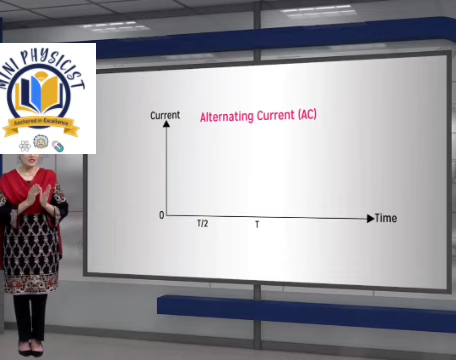 MINI PHYSICIST
Anchored in Excellence
Current
Alternating Current (AC)
0
T/2
T
Time